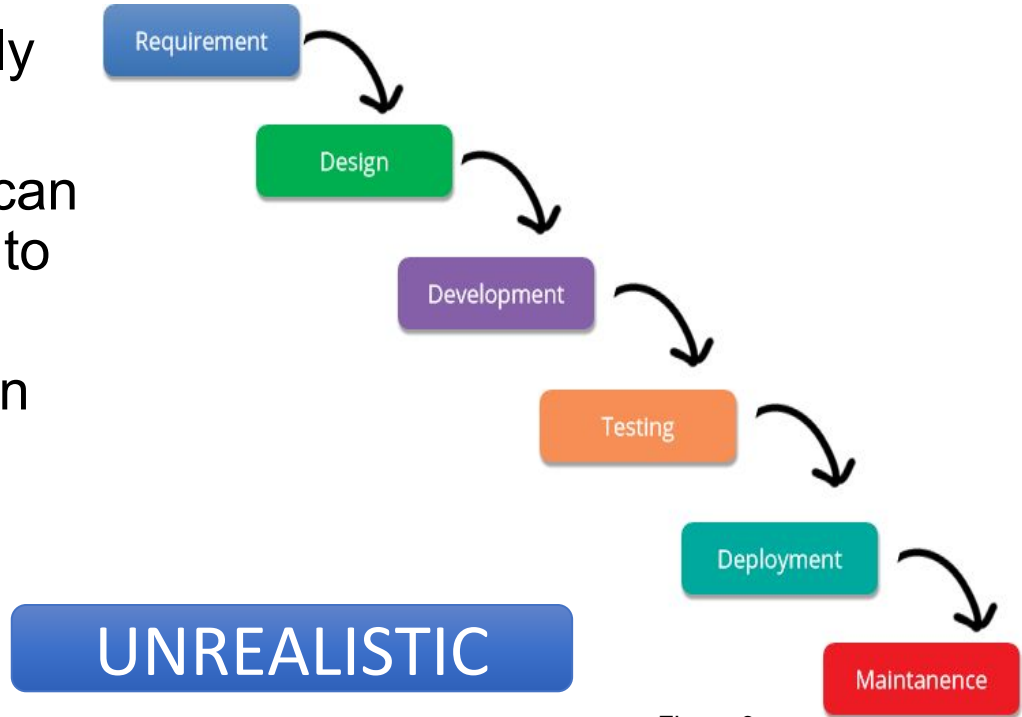 Requirement
ly
Design
can
to
Development
n
Testing
Deployment
UNREALISTIC
Maintanence